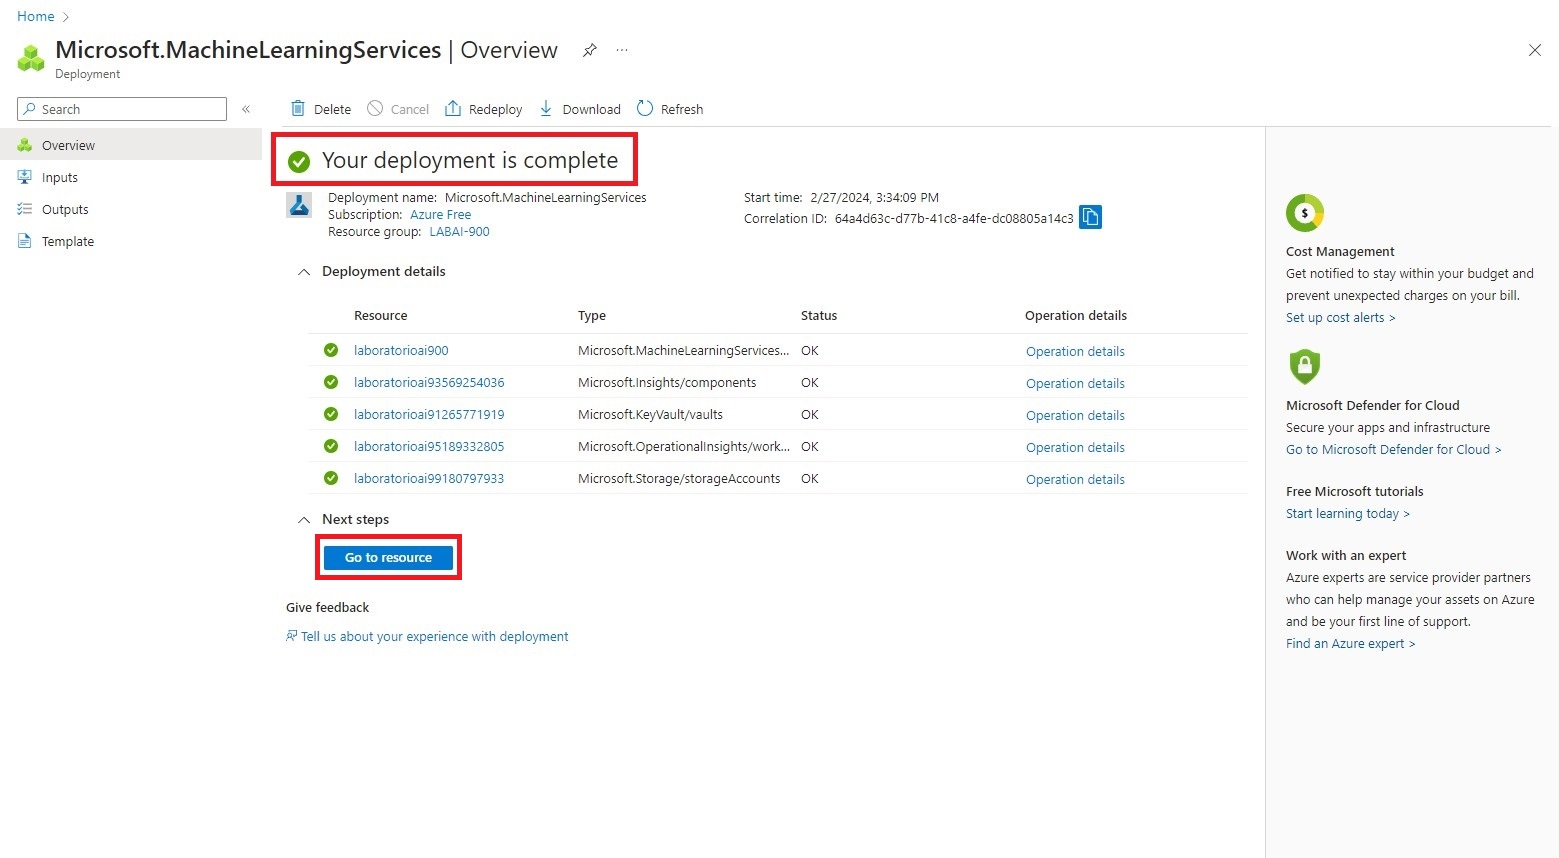 Home
Microsoft.MachineLearningServices | Overview
Deployment
Search
Overview
Inputs
Outputs
Template
Delete Cancel Redeploy Download Refresh
Your deployment is complete
Deployment name: Microsoft.MachineLearningServices
Subscription: Azure Free
Resource group: LABAI-900
Start time: 2/27/2024, 3:34:09 PM
Correlation ID: 64a4d63c-d77b-41c8-a4fe-dc08805a14c3
Deployment details
Resource Type Status Operation details
laboratorioai900 Microsoft.MachineLearningServices... OK Operation details
laboratorioai93569254036 Microsoft.Insights/components OK Operation details
laboratorioai91265771919 Microsoft.KeyVault/vaults OK Operation details
laboratorioai95189332805 Microsoft.OperationalInsights/work... OK Operation details
laboratorioai99180797933 Microsoft.Storage/storageAccounts OK Operation details
Next steps
Go to resource
Give feedback
Tell us about your experience with deployment
$
Cost Management
Get notified to stay within your budget and
prevent unexpected charges on your bill.
Set up cost alerts >
Microsoft Defender for Cloud
Secure your apps and infrastructure
Go to Microsoft Defender for Cloud >
Free Microsoft tutorials
Start learning today >
Work with an expert
Azure experts are service provider partners
who can help manage your assets on Azure
and be your first line of support.
Find an Azure expert >